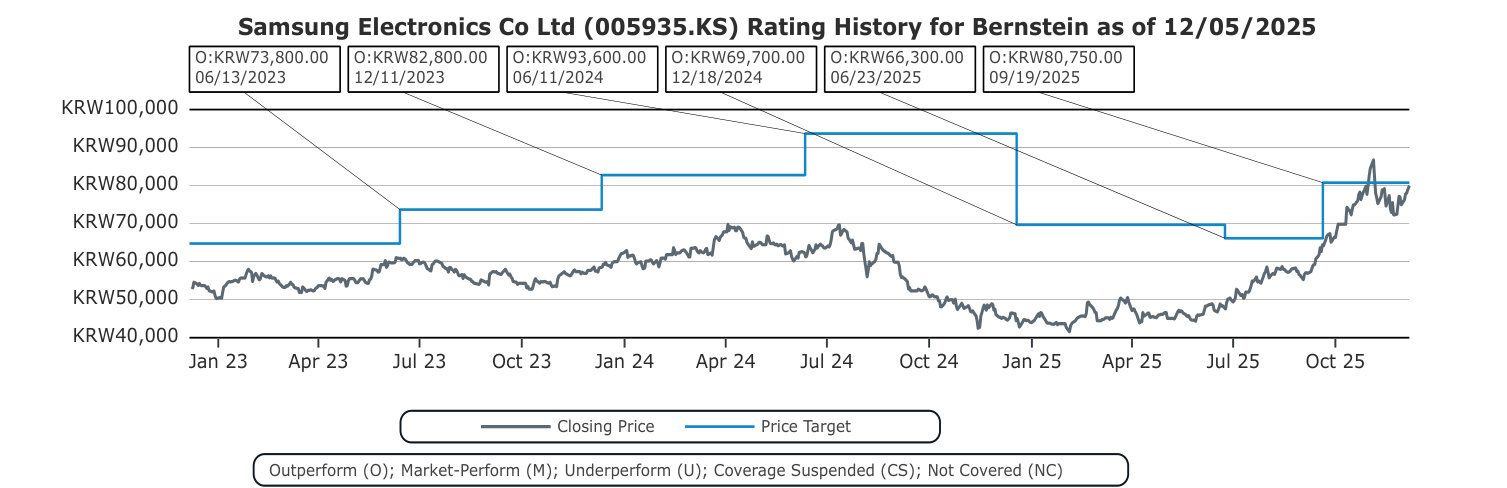 Samsung Electronics Co Ltd (005935.KS) Rating History for Bernstein as of 12/05/2025
O:KRW73,800.00
06/13/2023
O:KRW82,800.00
12/11/2023
O:KRW93,600.00
06/11/2024
O:KRW69,700.00
12/18/2024
O:KRW66,300.00
06/23/2025
O:KRW80,750.00
09/19/2025
KRW100,000
KRW90,000
KRW80,000
KRW70,000
KRW60,000
KRW50,000
KRW40,000
Jan 23
Apr 23
Jul 23
Oct 23
Jan 24
Apr 24
Jul 24
Oct 24
Jan 25
Apr 25
Jul 25
Oct 25
Closing Price
Price Target
Outperform (O); Market-Perform (M); Underperform (U); Coverage Suspended (CS); Not Covered (NC)